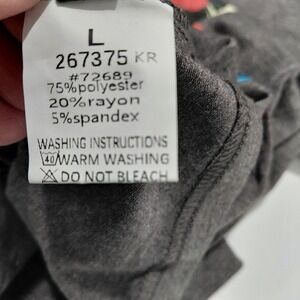 L
267375 KR
#72689
75%polyester
20%rayon
5%spandex
WASHING INSTRUCTIONS
40 WARM WASHING
DO NOT BLEACH